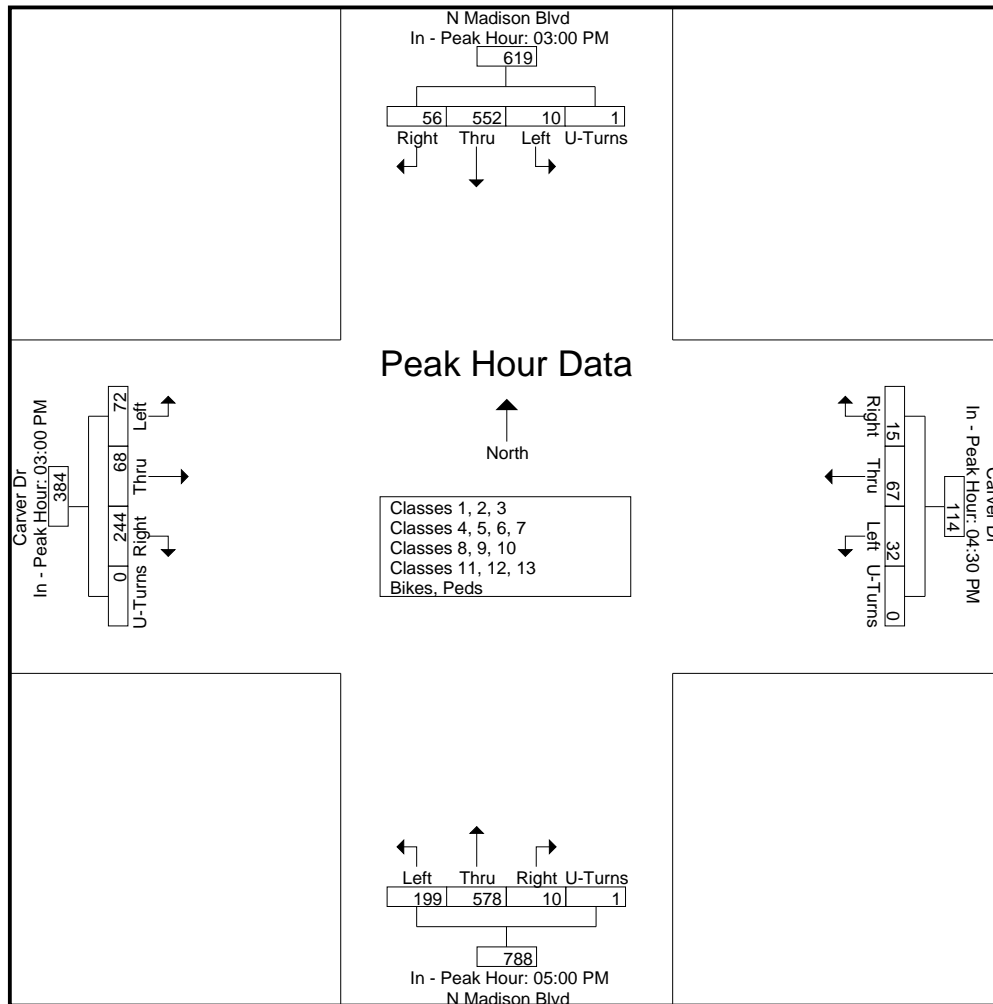 N Madison Blvd
In - Peak Hour: 03:00 PM
619
56 552 10 1
Right Thru Left U-Turns
Peak Hour Data
North
Classes 1, 2, 3
Classes 4, 5, 6, 7
Classes 8, 9, 10
Classes 11, 12, 13
Bikes, Peds
Carver Dr
In - Peak Hour: 03:00 PM
384
72 68 244 0
Left Thru Right U-Turns
Carver Dr
In - Peak Hour: 04:30 PM
114
15 67 32 0
Right Thru Left U-Turns
Left Thru Right U-Turns
199 578 10 1
788
In - Peak Hour: 05:00 PM
N Madison Blvd